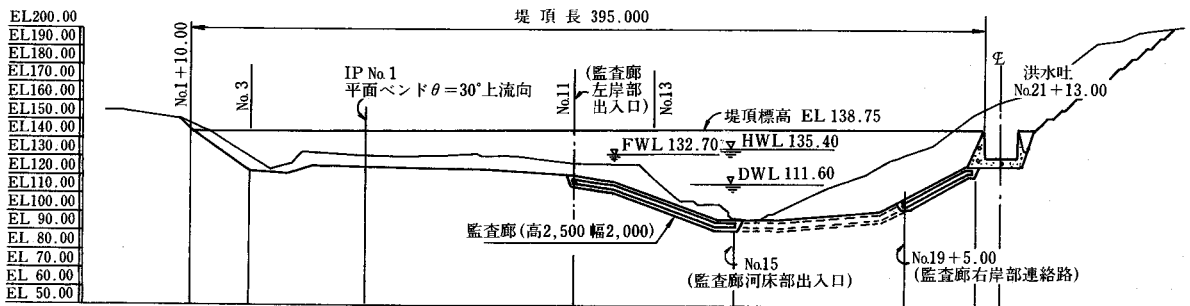 EL200.00
EL190.00
EL180.00
EL170.00
EL160.00
EL150.00
EL140.00
EL130.00
EL120.00
EL110.00
EL100.00
EL 90.00
EL 80.00
EL 70.00
EL 60.00
EL 50.00
堤頂長 395.000
No.1+10.00
No.3
IP No.1
平面ベンドθ=30°上流向
No.11
(監査廊
左岸部
出入口)
No.13
℄
洪水吐
No.21+13.00
堤頂標高 EL 138.75
FWL 132.70
HWL 135.40
DWL 111.60
監査廊(高2,500 幅2,000)
No.15
(監査廊河床部出入口)
No.19+5.00
(監査廊右岸部連絡路)